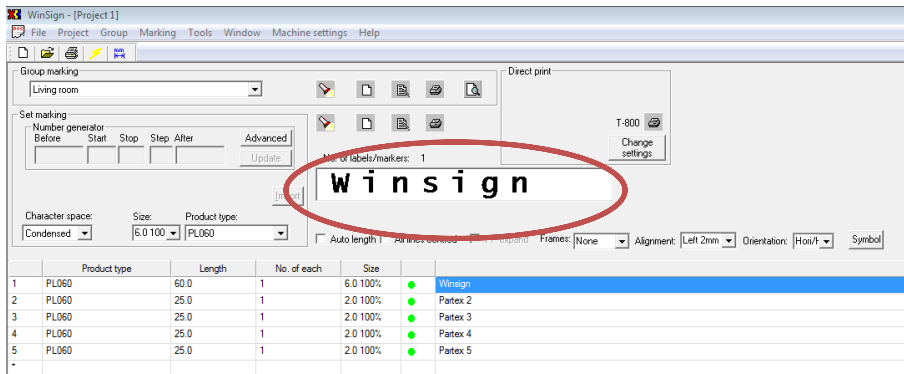 WinSign - [Project 1]
File Project Group Marking Tools Window Machine settings Help
Group marking
Living room
Direct print
Set marking
Number generator
Before Start Stop Step After
Advanced
Update
T-800
Change settings
No. of labels/markers: 1
Winsign
Import
Character space: Size: Product type:
Condensed 6.0 100 PL060
Auto length
expand Frames: None Alignment: Left 2mm Orientation: Hori/ Symbol
Product type Length No. of each Size
1 PL060 60.0 1 6.0 100% Winsign
2 PL060 25.0 1 2.0 100% Partex 2
3 PL060 25.0 1 2.0 100% Partex 3
4 PL060 25.0 1 2.0 100% Partex 4
5 PL060 25.0 1 2.0 100% Partex 5